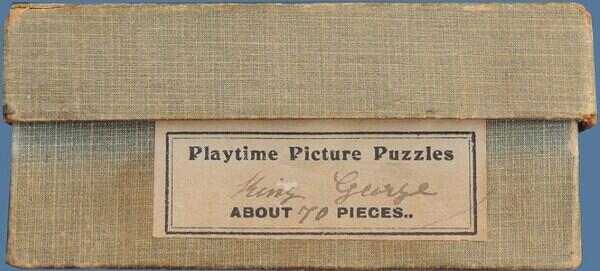 Playtime Picture Puzzles
King George
ABOUT 70 PIECES..